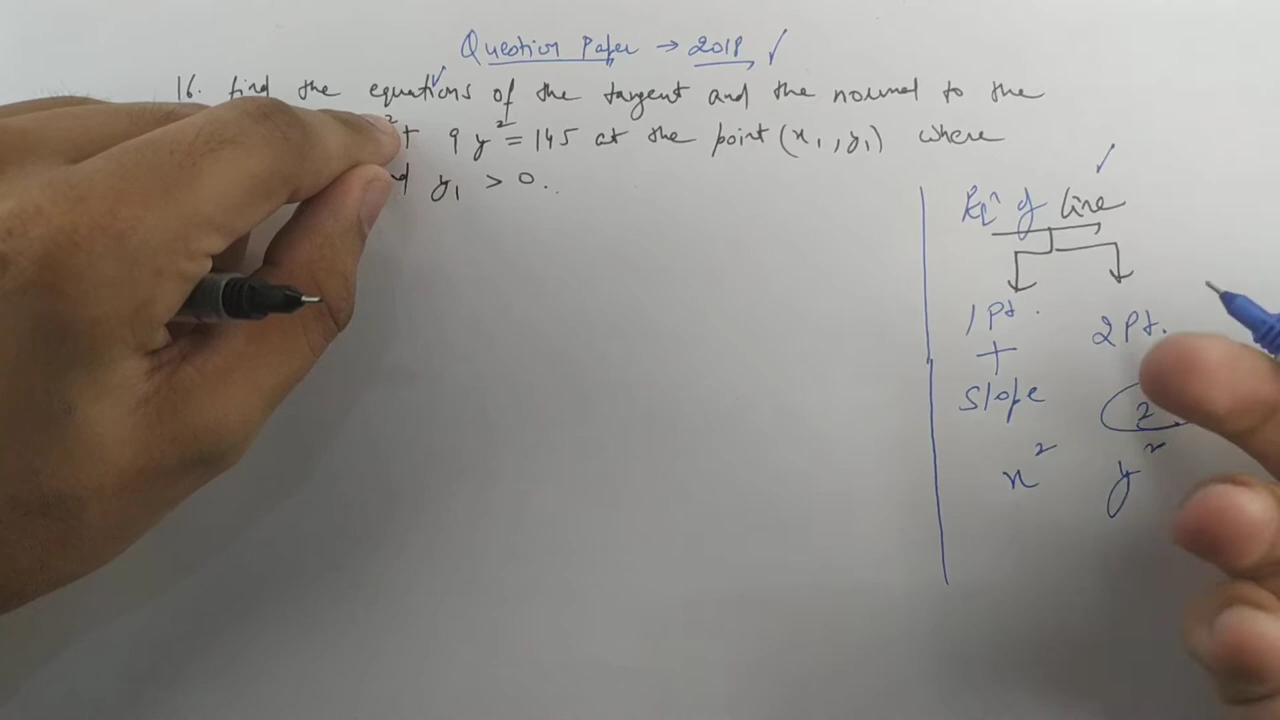 Question Paper → 2018 ✓
16. find the equations of the tangent and the normal to the
² + 9y² = 145 at the point (x₁, y₁) where
d y₁ > 0.
Eqⁿ of line
1 Pt. 2 Pt.
+
Slope 2
x² y²